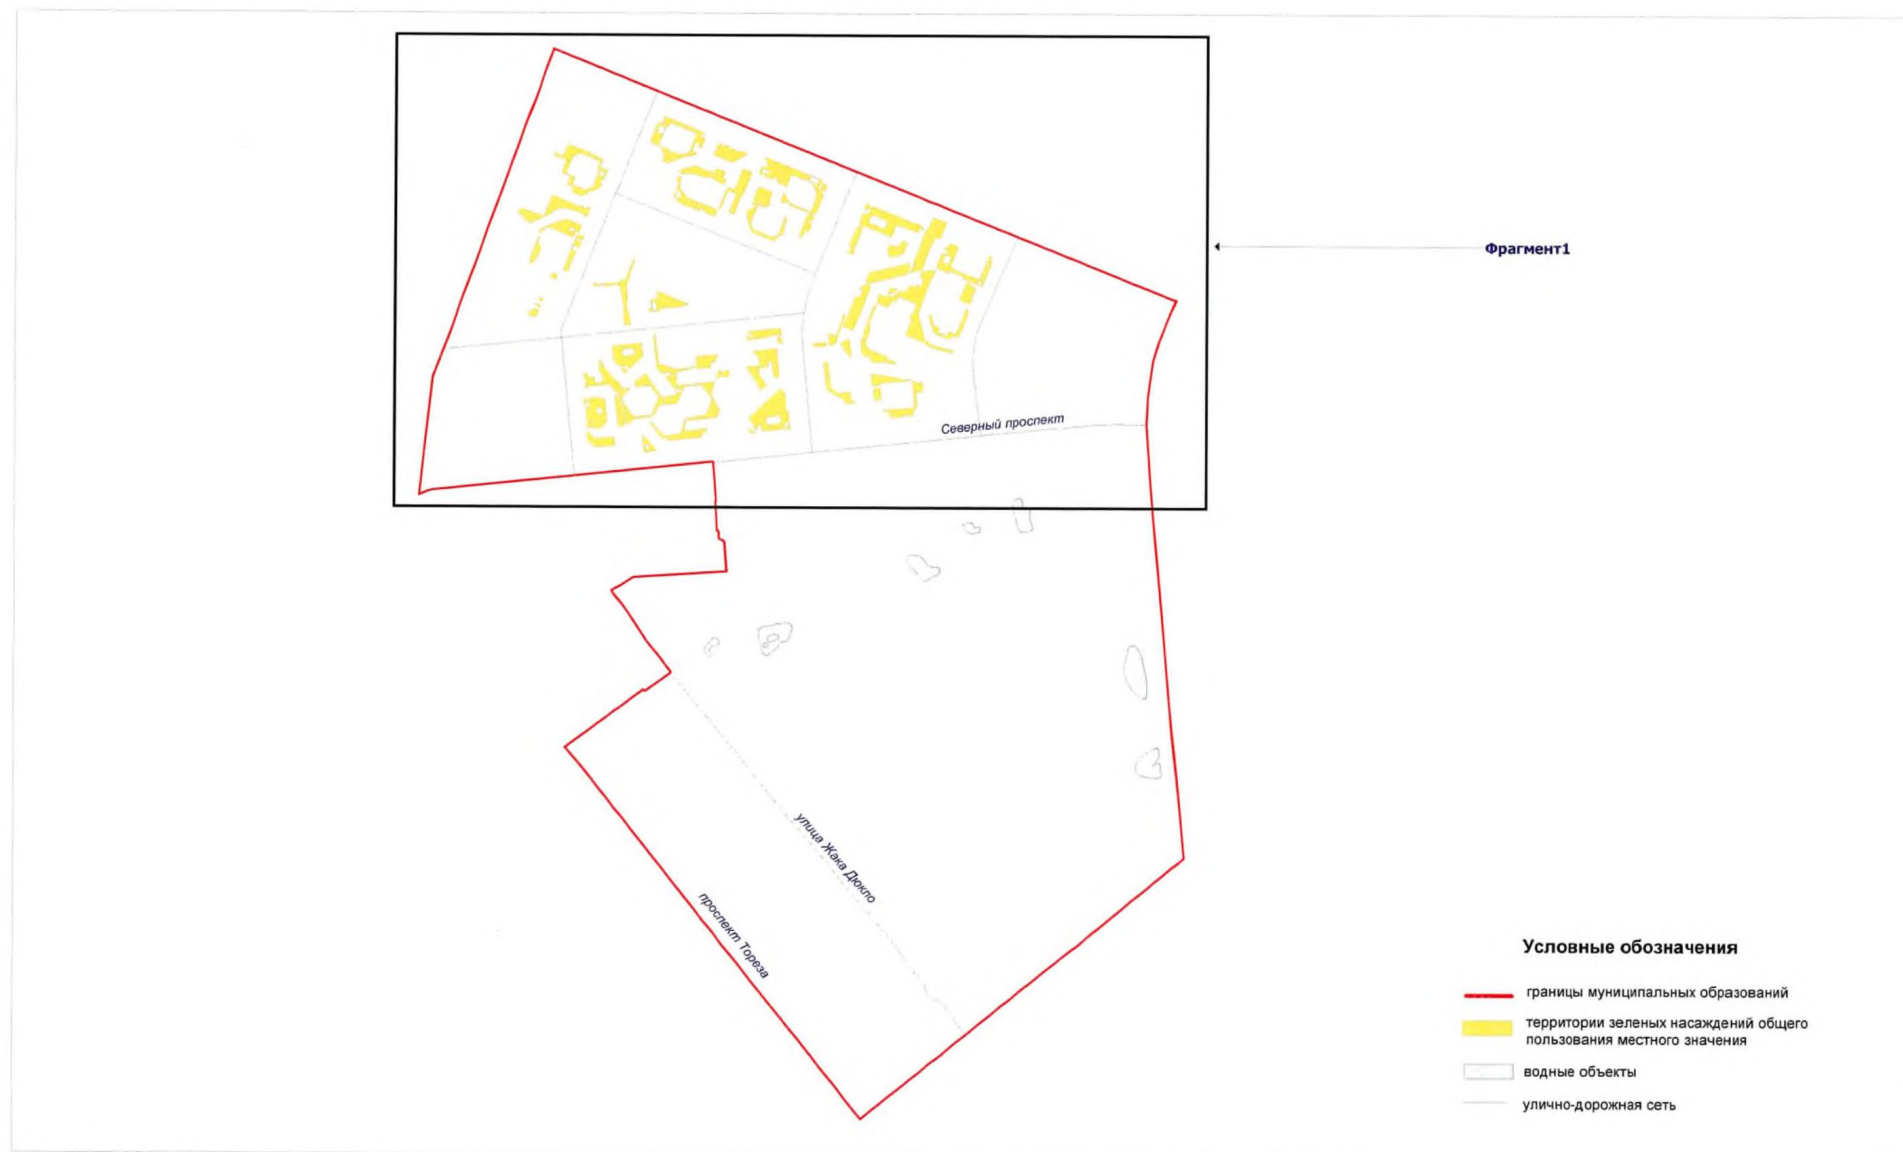 Фрагмент1
Северный проспект
улица Жака Дюкло
проспект Тореза
Условные обозначения
границы муниципальных образований
территории зеленых насаждений общего
пользования местного значения
водные объекты
улично-дорожная сеть